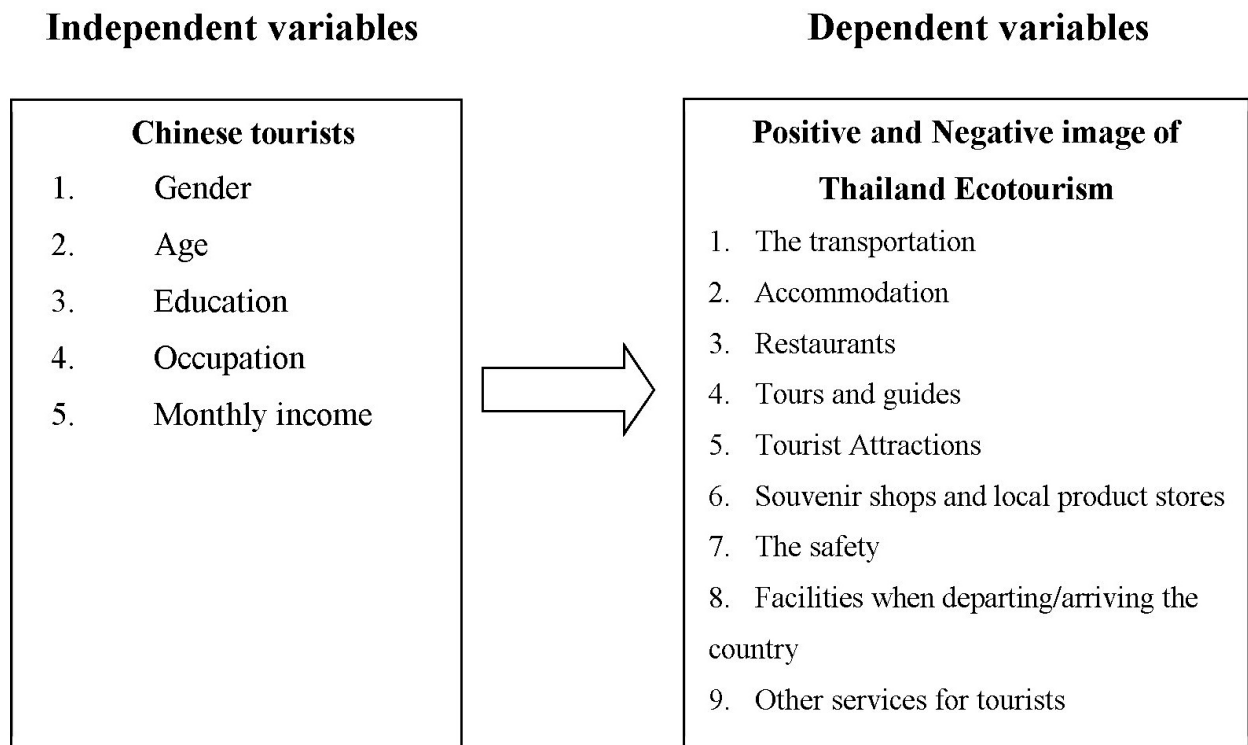 Independent variables
Chinese tourists
1. Gender
2. Age
3. Education
4. Occupation
5. Monthly income
Dependent variables
Positive and Negative image of
Thailand Ecotourism
1. The transportation
2. Accommodation
3. Restaurants
4. Tours and guides
5. Tourist Attractions
6. Souvenir shops and local product stores
7. The safety
8. Facilities when departing/arriving the
country
9. Other services for tourists